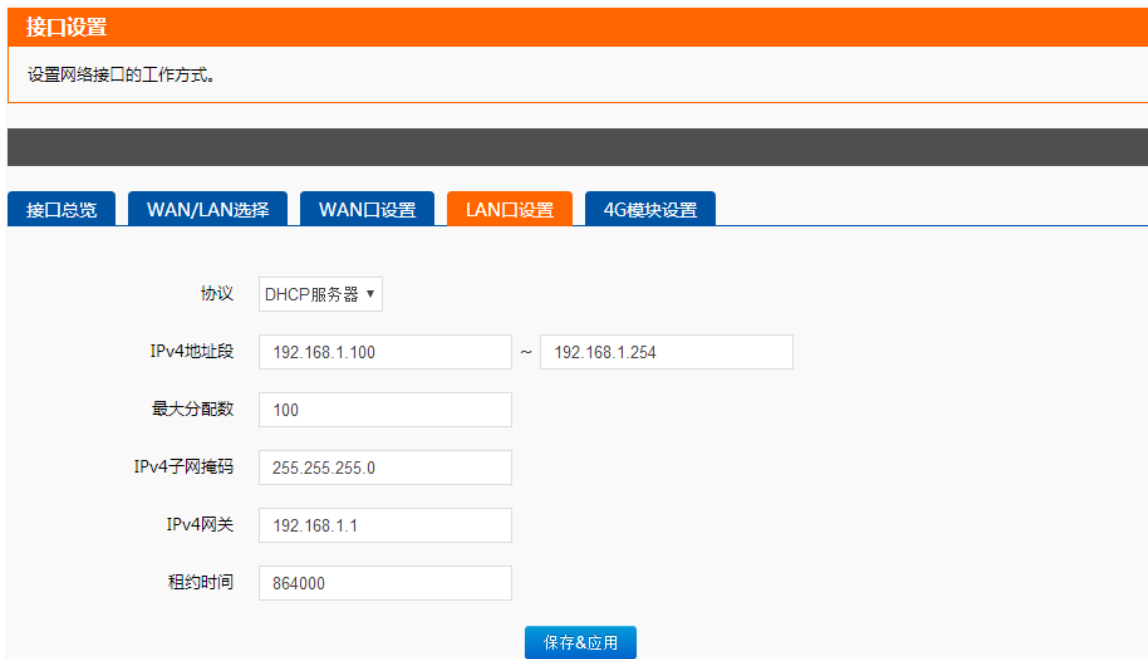 接口设置
设置网络接口的工作方式。
接口总览 WAN/LAN选择 WAN口设置 LAN口设置 4G模块设置
协议 DHCP服务器
IPv4地址段 192.168.1.100 ~ 192.168.1.254
最大分配数 100
IPv4子网掩码 255.255.255.0
IPv4网关 192.168.1.1
租约时间 864000
保存&应用